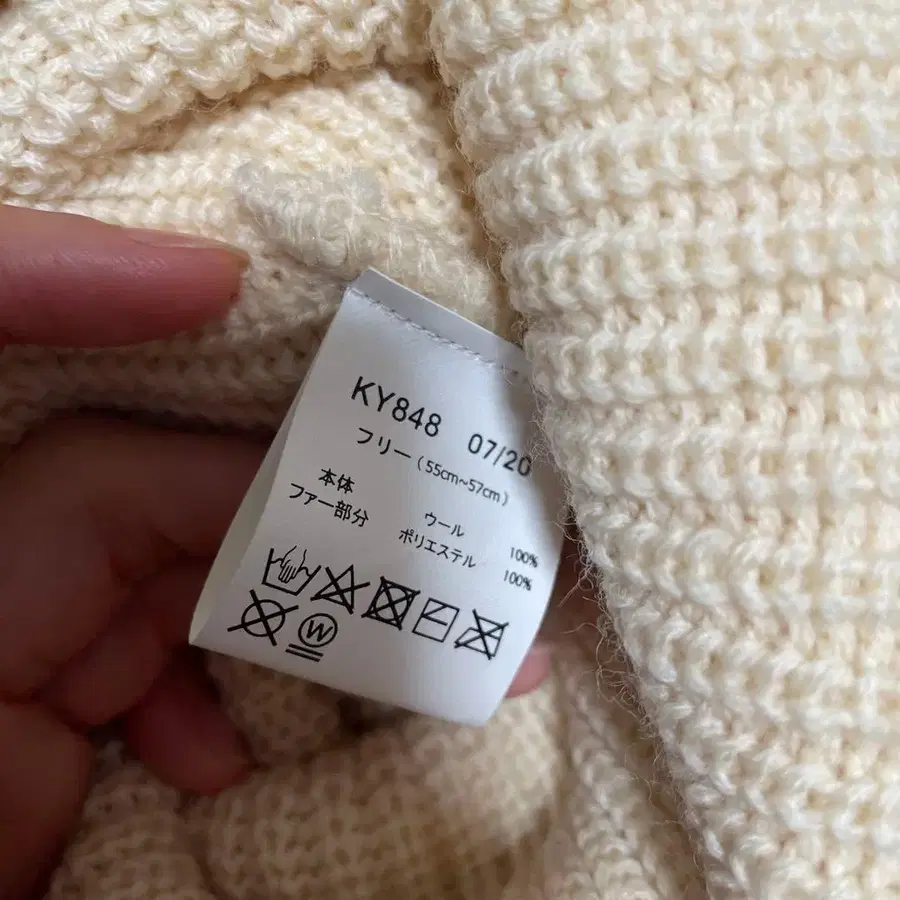 KY848 07/20
フリー (55cm~57cm)
本体 ウール 100%
ファー部分 ポリエステル 100%
W